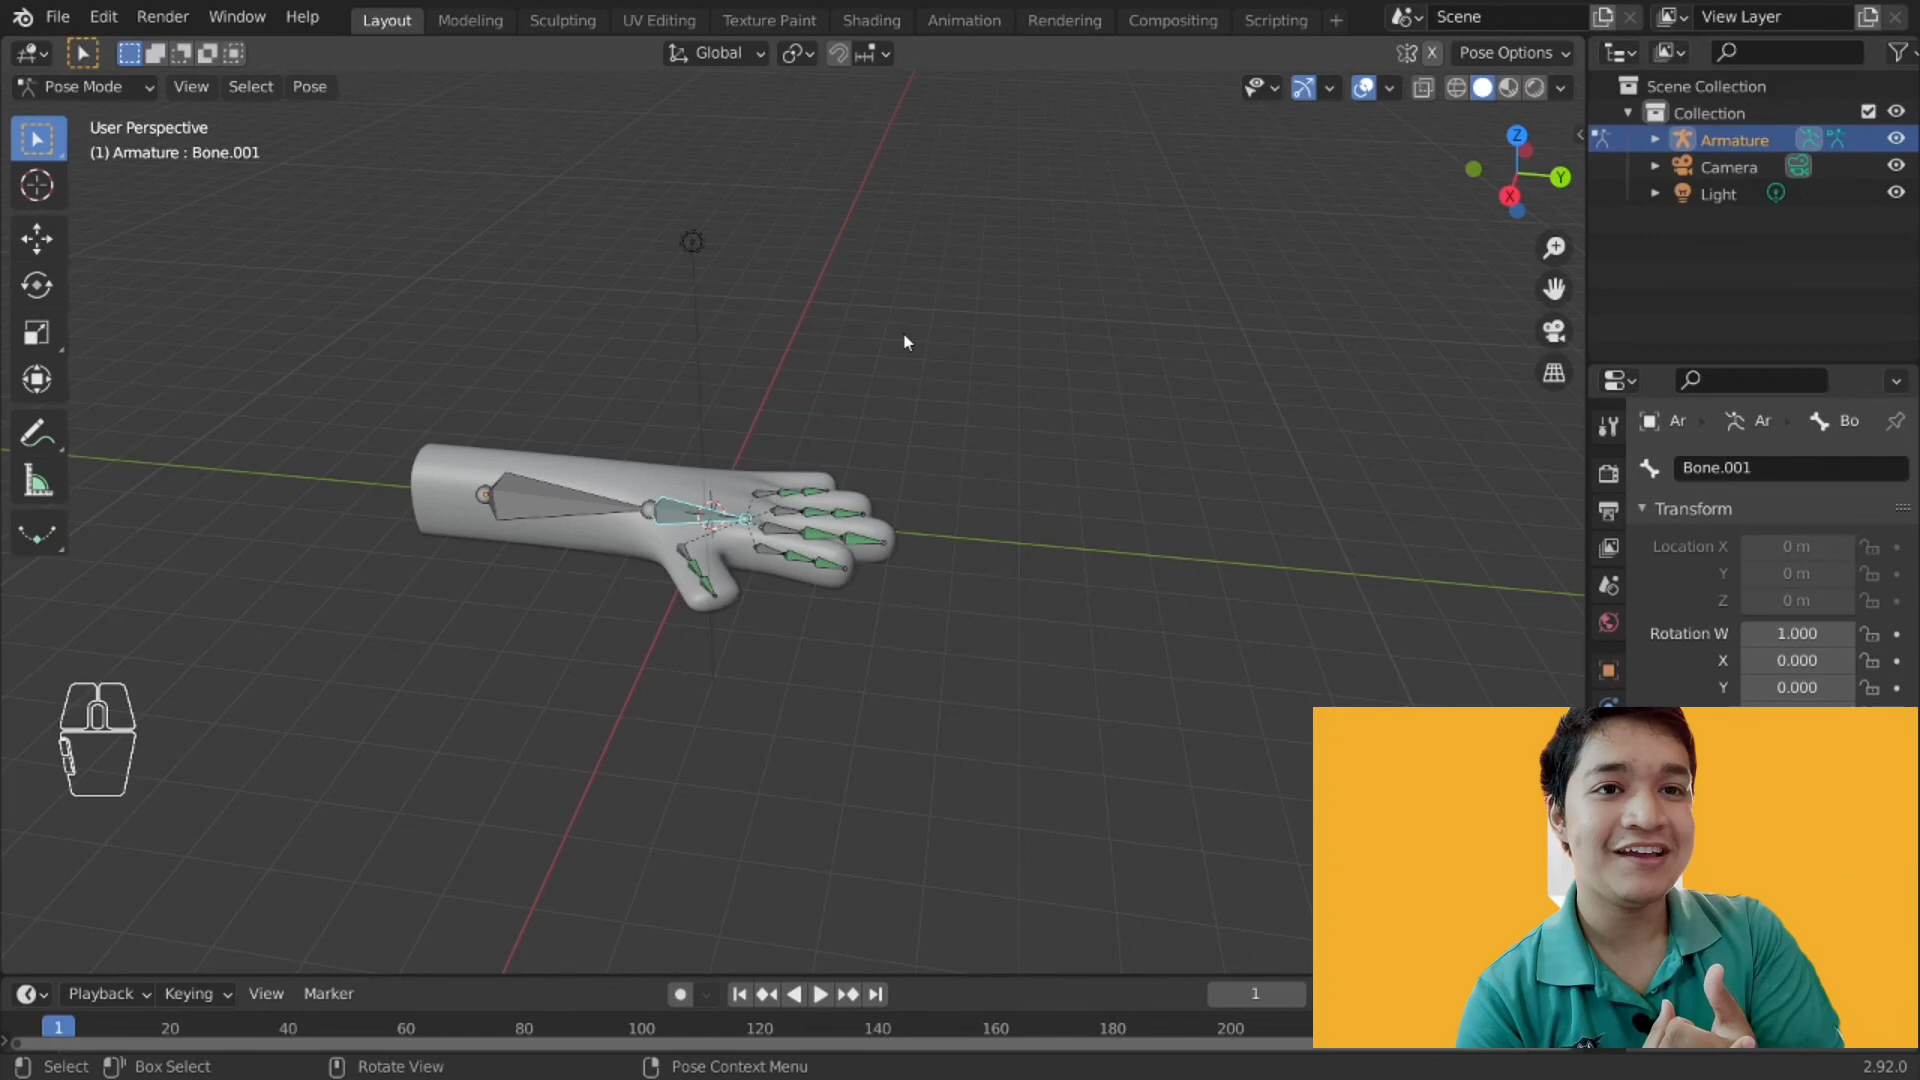 File Edit Render Window Help
Layout Modeling Sculpting UV Editing Texture Paint Shading Animation Rendering Compositing Scripting +
Scene
View Layer
Global
X Pose Options
Pose Mode View Select Pose
User Perspective
(1) Armature : Bone.001
Z
Y
X
Scene Collection
Collection
Armature
Camera
Light
Ar Ar Bo
Bone.001
Transform
Location X 0 m
Y 0 m
Z 0 m
Rotation W 1.000
X 0.000
Y 0.000
Playback Keying View Marker
1
1 20 40 60 80 100 120 140 160 180 200
Select Box Select Rotate View Pose Context Menu
2.92.0